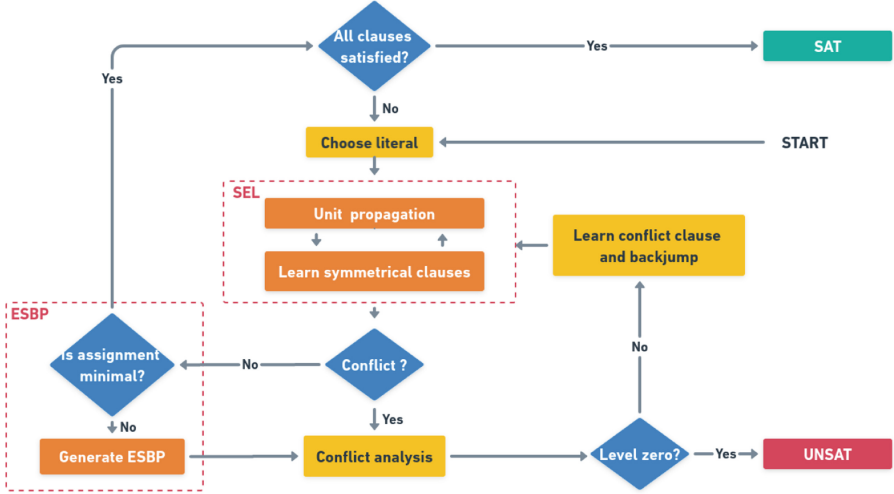 All clauses
satisfied?
Yes
SAT
Yes
No
Choose literal
START
SEL
Unit propagation
Learn symmetrical clauses
Learn conflict clause
and backjump
ESBP
Is assignment
minimal?
No
Conflict ?
No
No
Yes
Generate ESBP
Conflict analysis
Level zero?
Yes
UNSAT